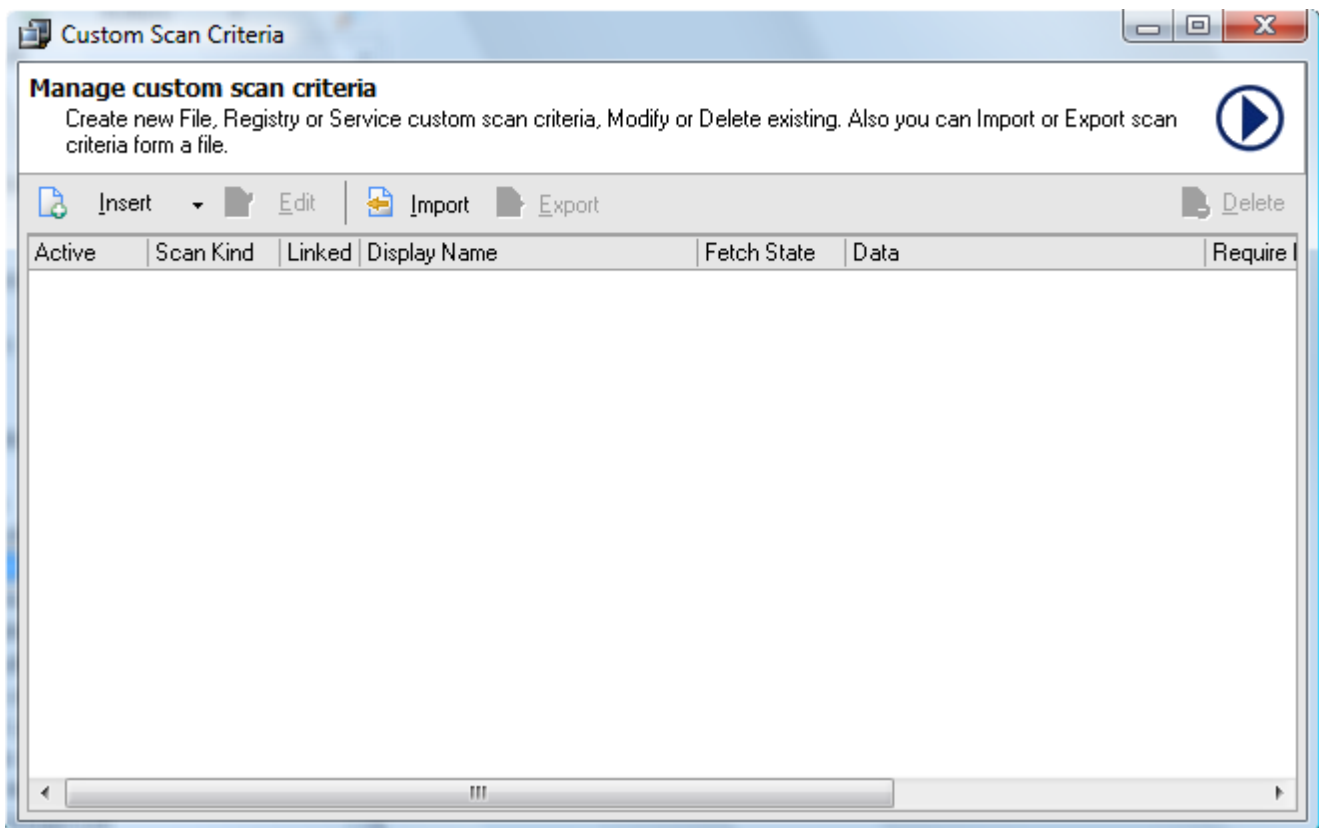 Custom Scan Criteria
Manage custom scan criteria
Create new File, Registry or Service custom scan criteria, Modify or Delete existing. Also you can Import or Export scan
criteria form a file.
Insert Edit Import Export Delete
Active Scan Kind Linked Display Name Fetch State Data Require